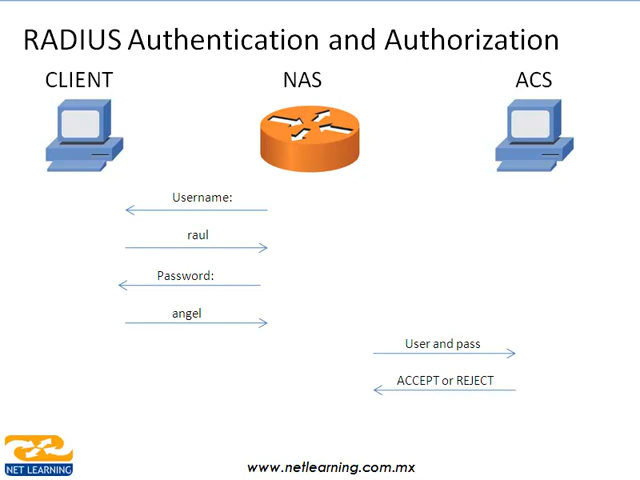 RADIUS Authentication and Authorization
CLIENT NAS ACS
Username:
raul
Password:
angel
User and pass
ACCEPT or REJECT
NET LEARNING
www.netlearning.com.mx